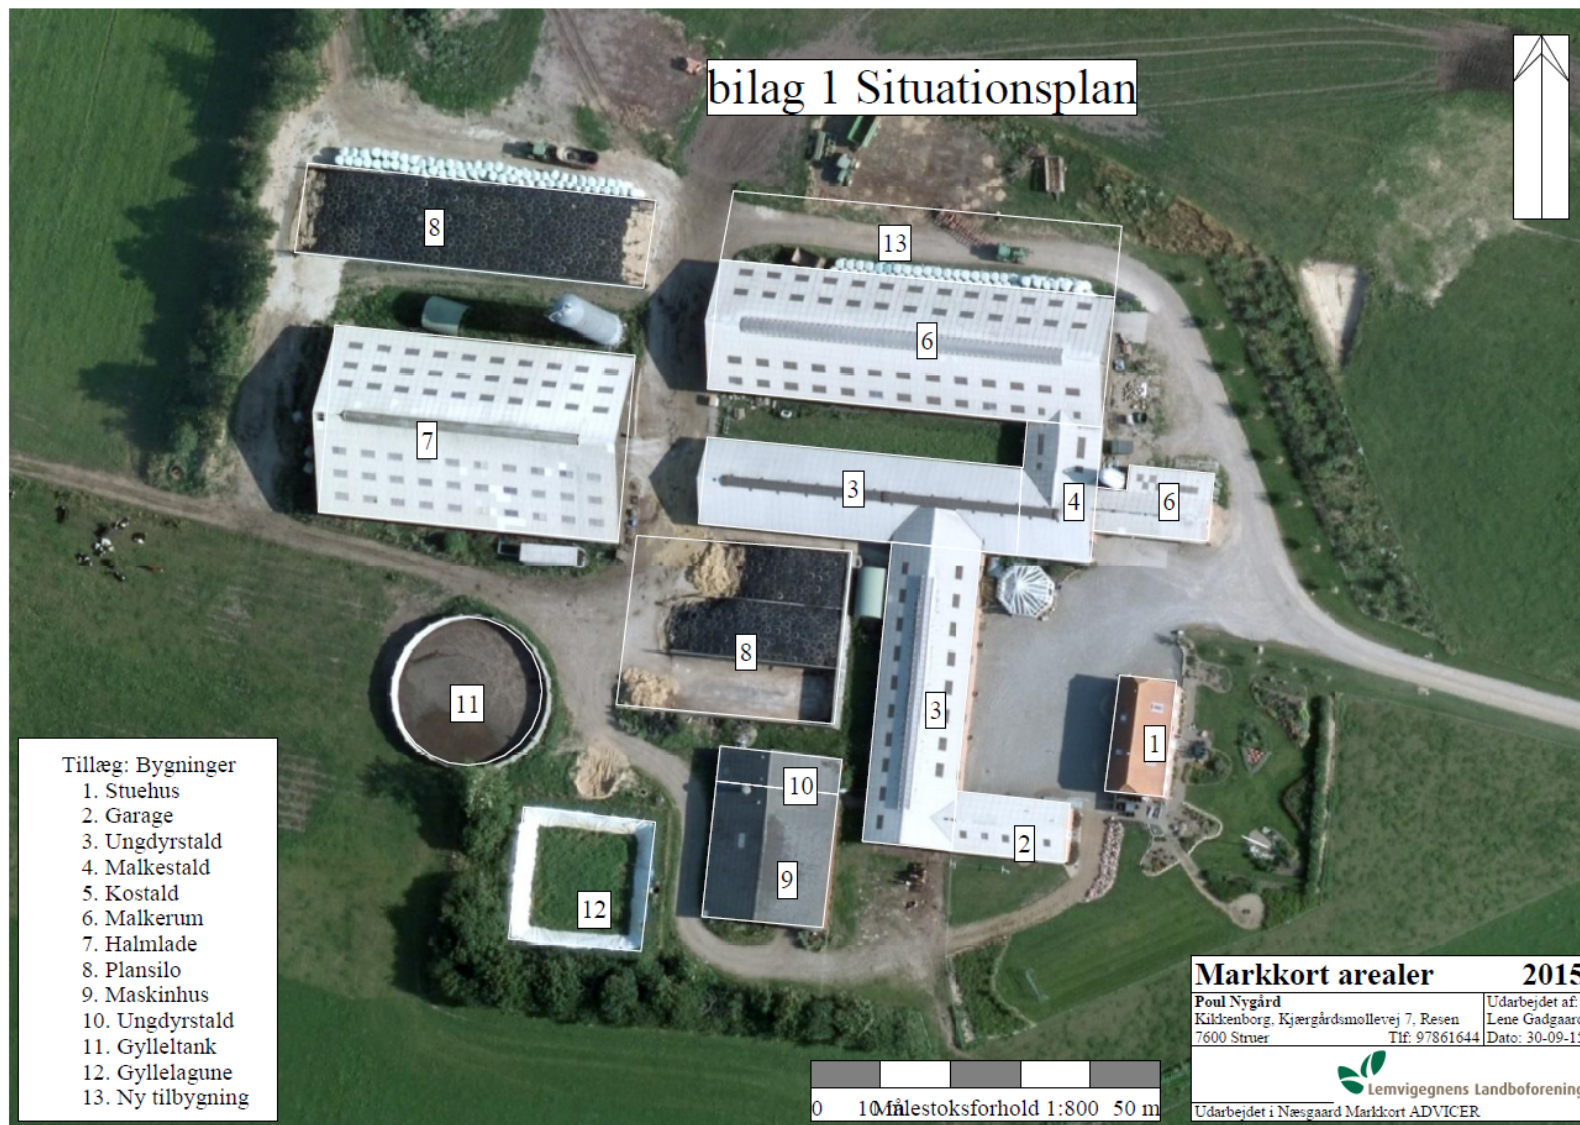 bilag 1 Situationsplan
8
13
6
7
3
4
6
8
11
3
1
10
2
9
12
Tillæg: Bygninger
1. Stuehus
2. Garage
3. Ungdyrstald
4. Malkestald
5. Kostald
6. Malkerum
7. Halmlade
8. Plansilo
9. Maskinhus
10. Ungdyrstald
11. Gylleltank
12. Gyllelagune
13. Ny tilbygning
0 10 m Målestoksforhold 1:800 50 m
Markkort arealer 2015
Poul Nygård
Kikkenborg, Kjærgårdsmøllevej 7, Resen
7600 Struer Tlf: 97861644
Udarbejdet af:
Lene Gadgaard
Dato: 30-09-15
Lemvigegnens Landboforening
Udarbejdet i Næsgaard Markkort ADVICER